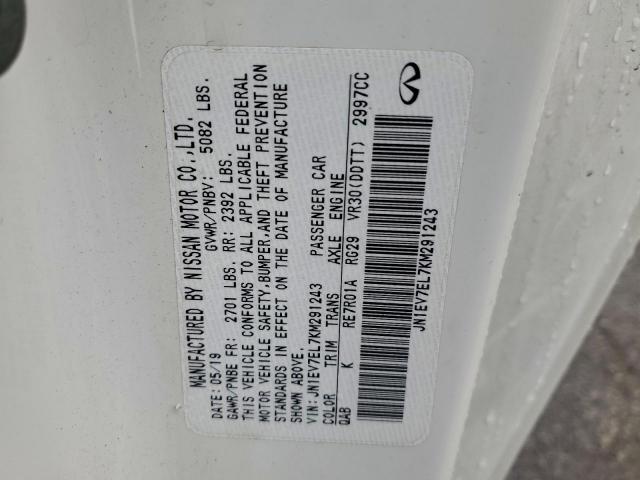 MANUFACTURED BY NISSAN MOTOR CO.,LTD.
DATE:05/19 GVWR/PNBV: 5082 LBS.
GAWR/PNBE FR: 2701 LBS. RR: 2392 LBS.
THIS VEHICLE CONFORMS TO ALL APPLICABLE FEDERAL
MOTOR VEHICLE SAFETY,BUMPER,AND THEFT PREVENTION
STANDARDS IN EFFECT ON THE DATE OF MANUFACTURE
SHOWN ABOVE.
VIN:JN1EV7EL7KM291243 PASSENGER CAR
COLOR TRIM TRANS AXLE ENGINE
QAB K RE7R01A RG29 VR30(DDTT) 2997CC
JN1EV7EL7KM291243